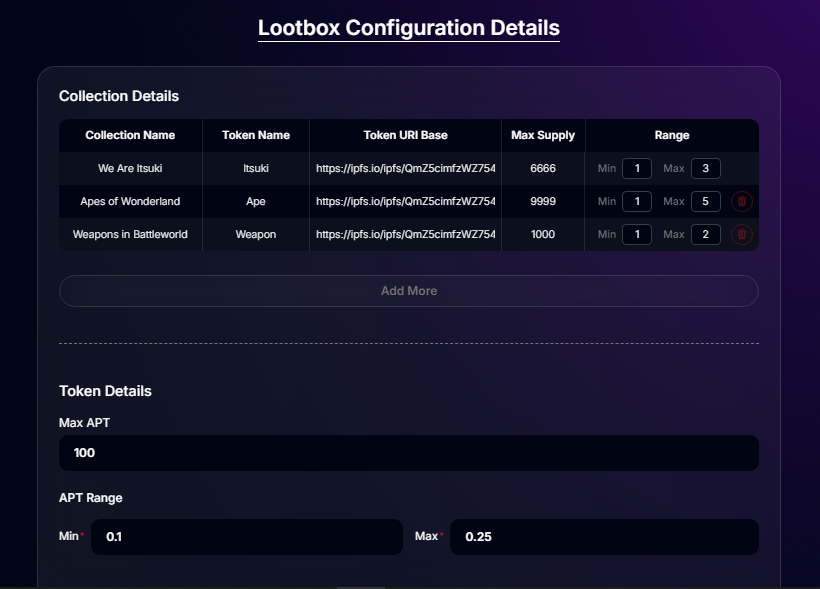 Lootbox Configuration Details
Collection Details
Collection Name Token Name Token URI Base Max Supply Range
We Are Itsuki Itsuki https://ipfs.io/ipfs/QmZ5cimfzWZ754 6666 Min 1 Max 3
Apes of Wonderland Ape https://ipfs.io/ipfs/QmZ5cimfzWZ754 9999 Min 1 Max 5
Weapons in Battleworld Weapon https://ipfs.io/ipfs/QmZ5cimfzWZ754 1000 Min 1 Max 2
Add More
Token Details
Max APT
100
APT Range
Min* 0.1 Max* 0.25